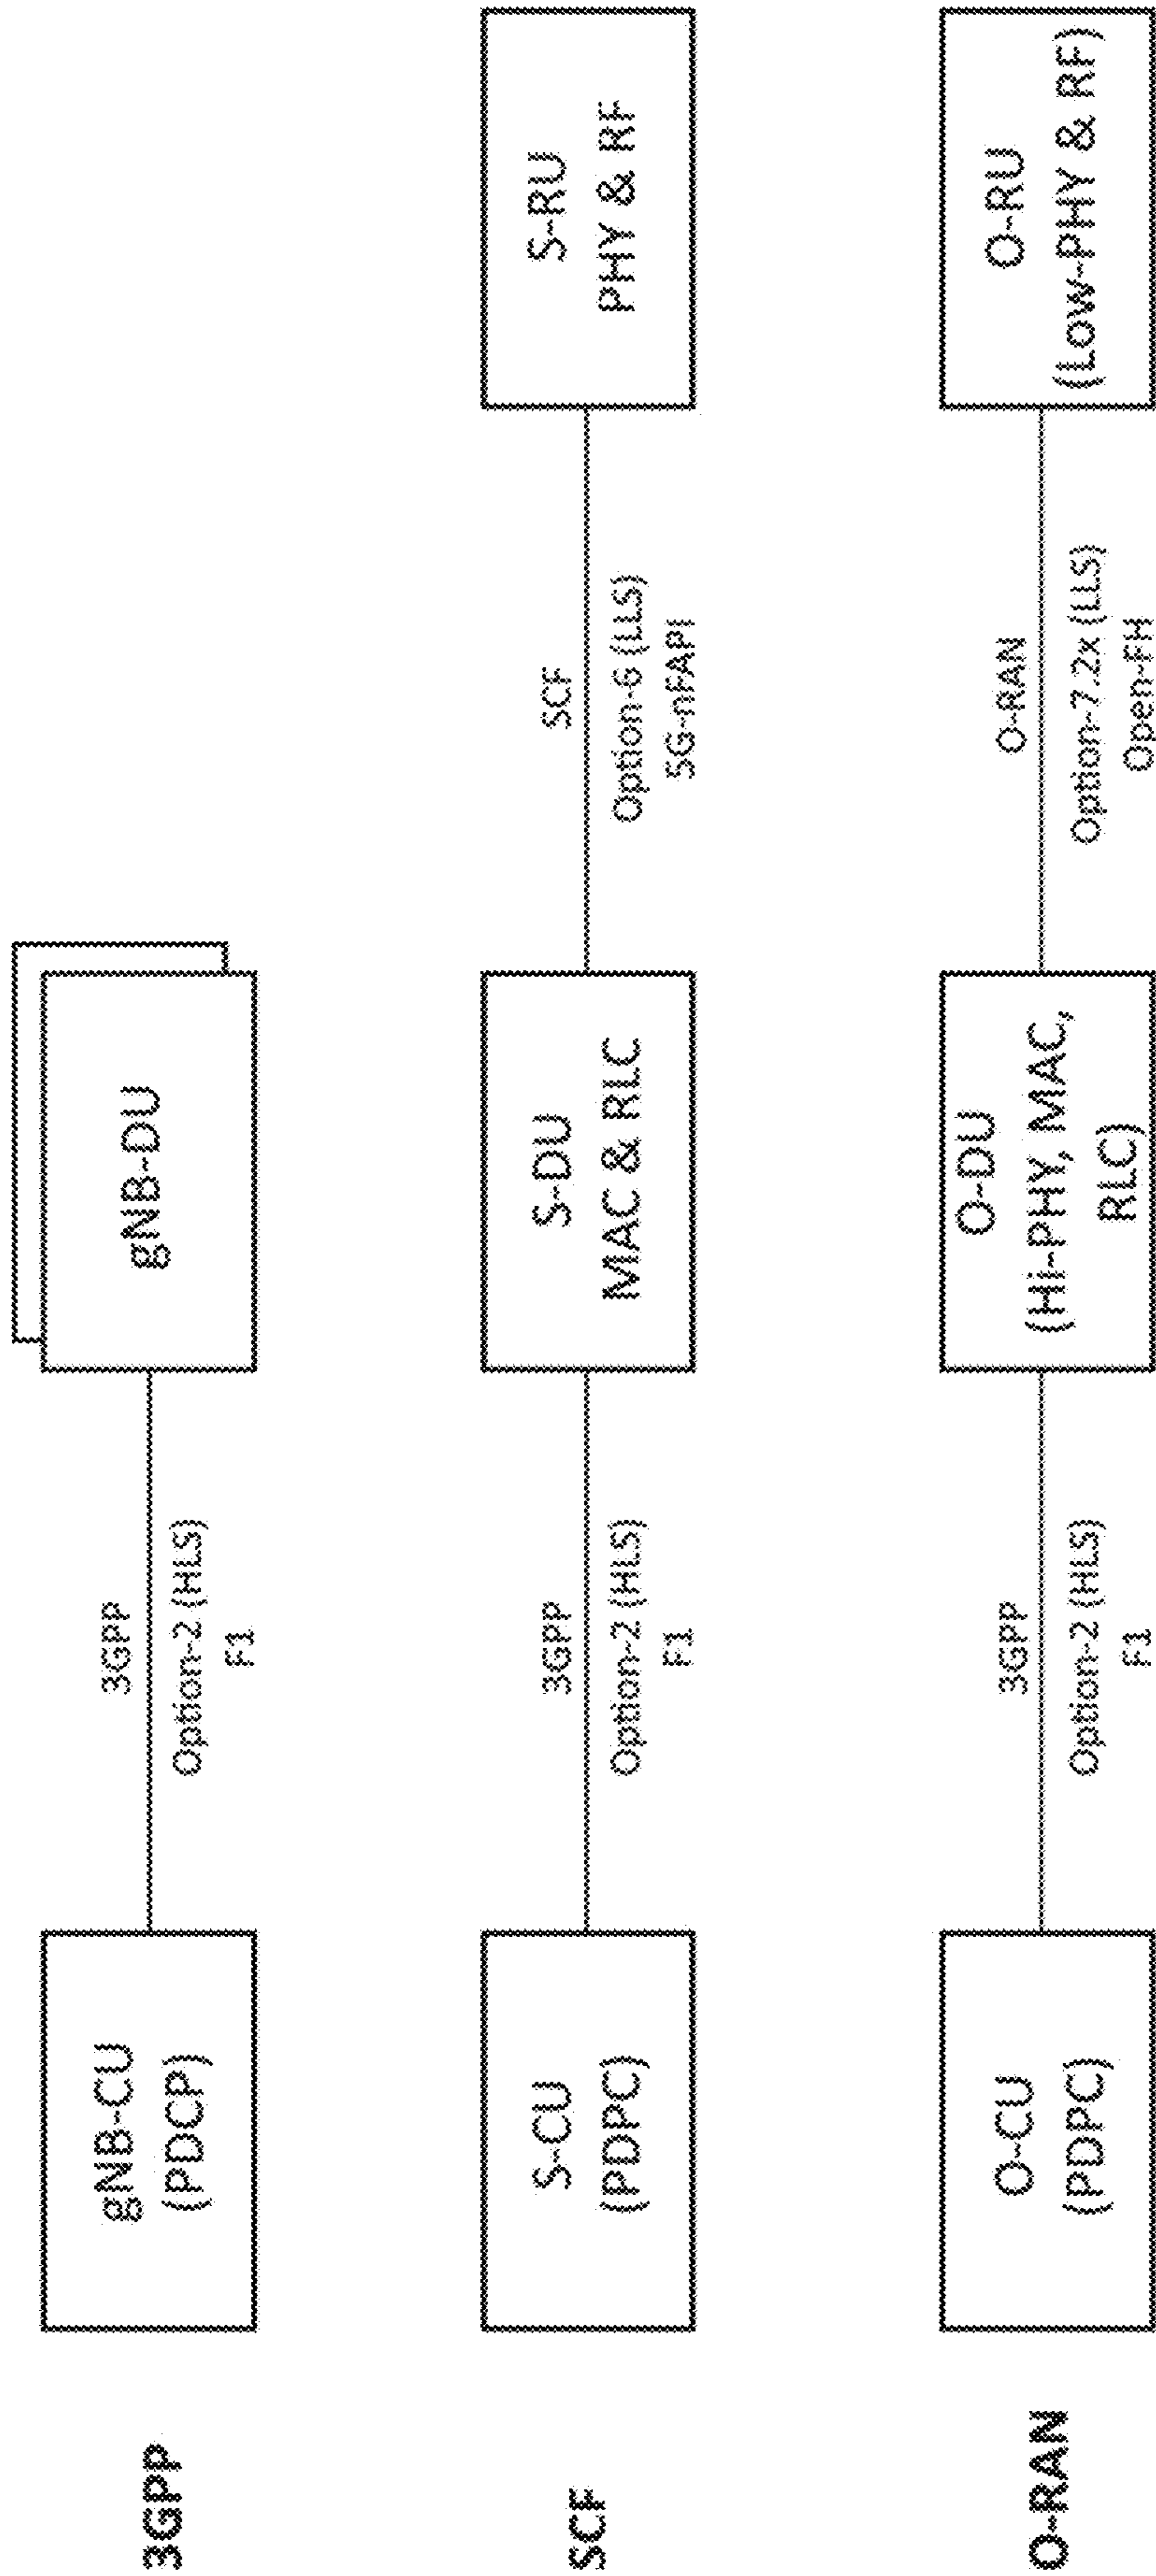 3GPP
gNB-CU
(PDCP)
3GPP
Option-2 (HLS)
F1
gNB-DU
SCF
S-CU
(PDPC)
3GPP
Option-2 (HLS)
F1
S-DU
MAC & RLC
SCF
Option-6 (LLS)
5G-nFAPI
S-RU
PHY & RF
O-RAN
O-CU
(PDPC)
3GPP
Option-2 (HLS)
F1
O-DU
(Hi-PHY, MAC,
RLC)
O-RAN
Option-7.2x (LLS)
Open-FH
O-RU
(Low-PHY & RF)